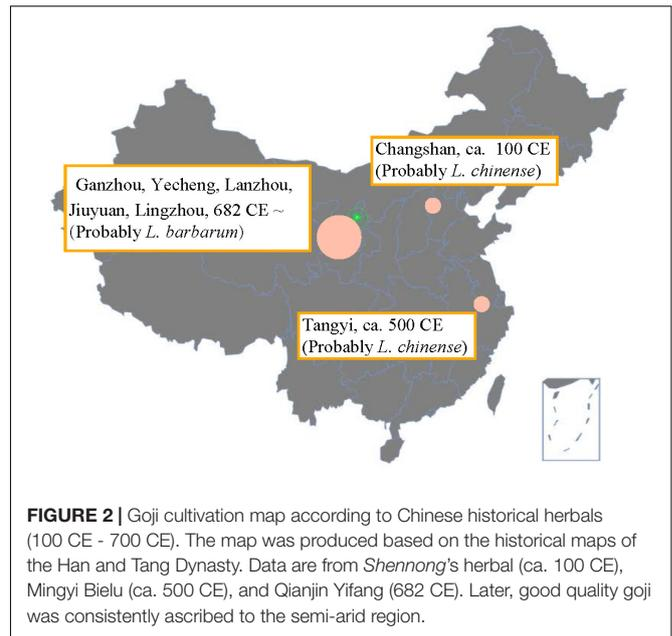 Changshan, ca. 100 CE
(Probably L. chinense)
Ganzhou, Yecheng, Lanzhou,
Jiuyuan, Lingzhou, 682 CE ~
(Probably L. barbarum)
Tangyi, ca. 500 CE
(Probably L. chinense)
FIGURE 2 | Goji cultivation map according to Chinese historical herbals
(100 CE - 700 CE). The map was produced based on the historical maps of
the Han and Tang Dynasty. Data are from Shennong's herbal (ca. 100 CE),
Mingyi Bielu (ca. 500 CE), and Qianjin Yifang (682 CE). Later, good quality goji
was consistently ascribed to the semi-arid region.